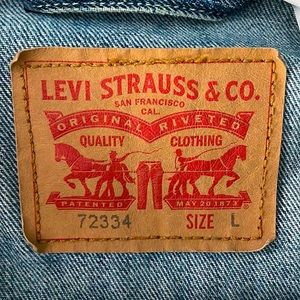 LEVI STRAUSS & CO.
SAN FRANCISCO
CAL.
ORIGINAL RIVETED
QUALITY CLOTHING
PATENTED MAY 20 1873
72334 SIZE L